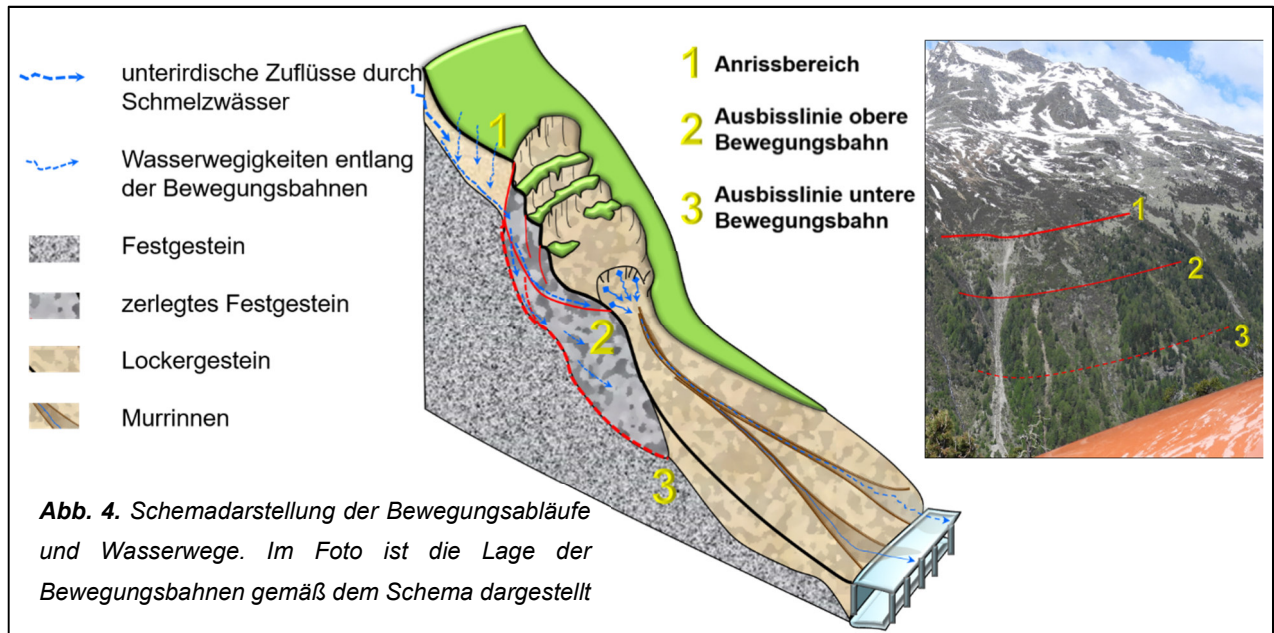 unterirdische Zuflüsse durch
Schmelzwässer
Wasserwegigkeiten entlang
der Bewegungsbahnen
Festgestein
zerlegtes Festgestein
Lockergestein
Murrinnen
1
2
3
1 Anrissbereich
2 Ausbisslinie obere
Bewegungsbahn
3 Ausbisslinie untere
Bewegungsbahn
1
2
3
Abb. 4. Schemadarstellung der Bewegungsabläufe
und Wasserwege. Im Foto ist die Lage der
Bewegungsbahnen gemäß dem Schema dargestellt